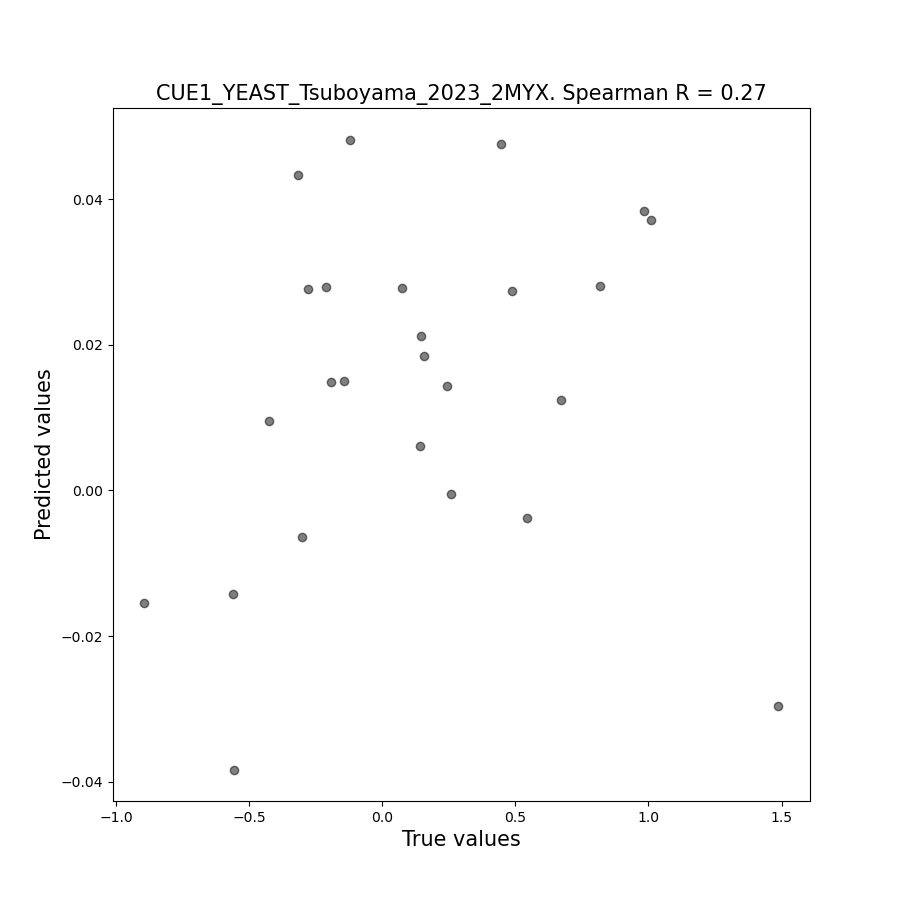 CUE1_YEAST_Tsuboyama_2023_2MYX. Spearman R = 0.27
0.04
0.02
0.00
−0.02
−0.04
Predicted values
−1.0 −0.5 0.0 0.5 1.0 1.5
True values